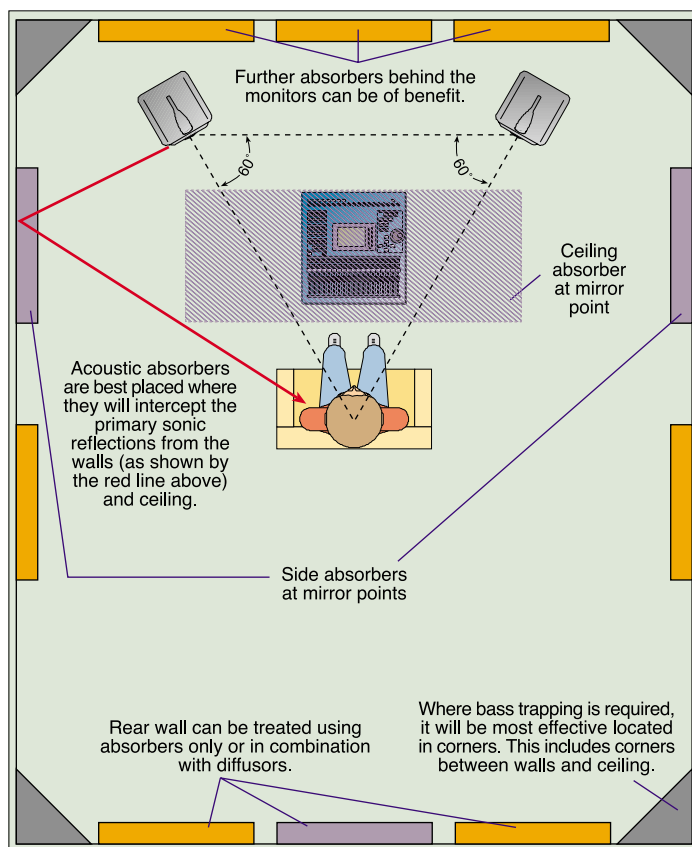 Further absorbers behind the
monitors can be of benefit.
60°
60°
Ceiling
absorber
at mirror
point
Acoustic absorbers
are best placed where
they will intercept the
primary sonic
reflections from the
walls (as shown by
the red line above)
and ceiling.
Side absorbers
at mirror points
Rear wall can be treated using
absorbers only or in combination
with diffusors.
Where bass trapping is required,
it will be most effective located
in corners. This includes corners
between walls and ceiling.